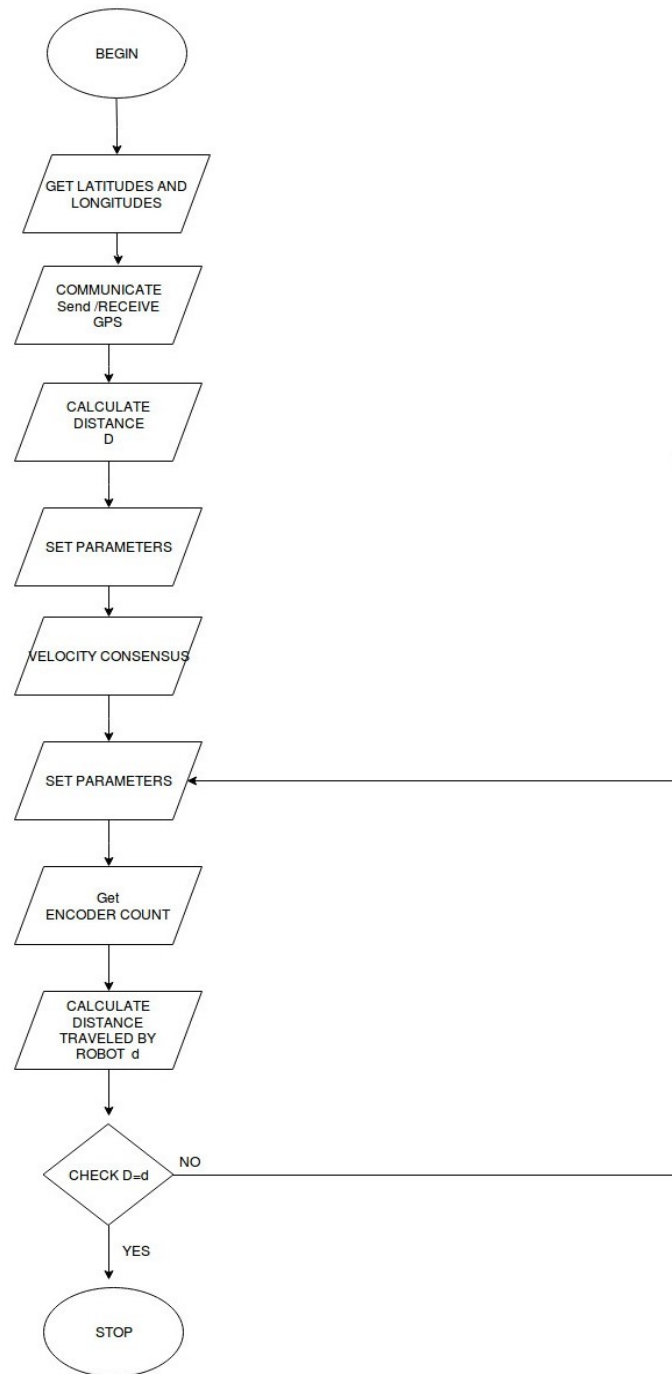 BEGIN
GET LATITUDES AND
LONGITUDES
COMMUNICATE
Send /RECEIVE
GPS
CALCULATE
DISTANCE
D
SET PARAMETERS
VELOCITY CONSENSUS
SET PARAMETERS
Get
ENCODER COUNT
CALCULATE
DISTANCE
TRAVELED BY
ROBOT d
CHECK D=d
NO
YES
STOP